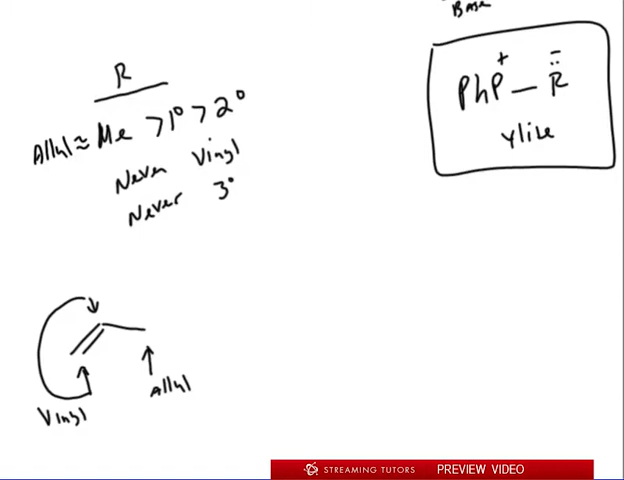 Base
R
Allyl ≈ Me > 1° > 2°
Never Vinyl
Never 3°
+ ..
PhP — R
ylide
Vinyl
Allyl
STREAMING TUTORS PREVIEW VIDEO